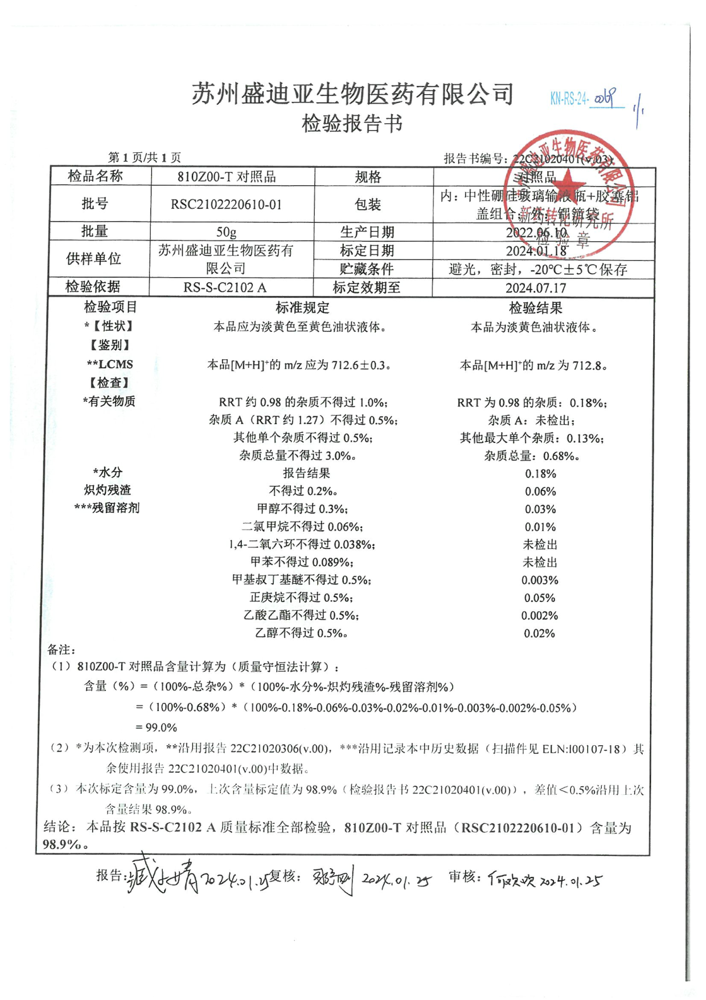 苏州盛迪亚生物医药有限公司
检验报告书
KN-RS-24-0069 1/1
第 1 页/共 1 页 报告书编号：22C21020401(v.03)
检品名称 810Z00-T 对照品 规格 对照品
批号 RSC2102220610-01 包装 内：中性硼硅玻璃输液瓶+胶塞铝
盖组合；外：铝箔袋
批量 50g 生产日期 2022.06.10
供样单位 苏州盛迪亚生物医药有
限公司
标定日期 2024.01.18
贮藏条件 避光，密封，-20℃±5℃保存
检验依据 RS-S-C2102 A 标定效期至 2024.07.17
苏州盛迪亚生物医药有限公司
新药转化研究所
检验章
检验项目 标准规定 检验结果
*【性状】 本品应为淡黄色至黄色油状液体。 本品为淡黄色油状液体。
【鉴别】
**LCMS 本品[M+H]⁺的 m/z 应为 712.6±0.3。 本品[M+H]⁺的 m/z 为 712.8。
【检查】
*有关物质 RRT 约 0.98 的杂质不得过 1.0%； RRT 为 0.98 的杂质：0.18%；
杂质 A（RRT 约 1.27）不得过 0.5%； 杂质 A：未检出；
其他单个杂质不得过 0.5%； 其他最大单个杂质：0.13%；
杂质总量不得过 3.0%。 杂质总量：0.68%。
*水分 报告结果 0.18%
炽灼残渣 不得过 0.2%。 0.06%
***残留溶剂 甲醇不得过 0.3%； 0.03%
二氯甲烷不得过 0.06%； 0.01%
1,4-二氧六环不得过 0.038%； 未检出
甲苯不得过 0.089%； 未检出
甲基叔丁基醚不得过 0.5%； 0.003%
正庚烷不得过 0.5%； 0.05%
乙酸乙酯不得过 0.5%； 0.002%
乙醇不得过 0.5%。 0.02%
备注：
（1）810Z00-T 对照品含量计算为（质量守恒法计算）：
含量（%）=（100%-总杂%）*（100%-水分%-炽灼残渣%-残留溶剂%）
=（100%-0.68%）*（100%-0.18%-0.06%-0.03%-0.02%-0.01%-0.003%-0.002%-0.05%）
= 99.0%
（2）*为本次检测项，**沿用报告 22C21020306(v.00)，***沿用记录本中历史数据（扫描件见 ELN:I00107-18）其
余使用报告 22C21020401(v.00)中数据。
（3）本次标定含量为 99.0%，上次含量标定值为 98.9%（检验报告书 22C21020401(v.00)），差值＜0.5%沿用上次
含量结果 98.9%。
结论：本品按 RS-S-C2102 A 质量标准全部检验，810Z00-T 对照品（RSC2102220610-01）含量为
98.9%。
报告： 2024.01.25 复核： 2024.01.25 审核：何欢欢 2024.01.25